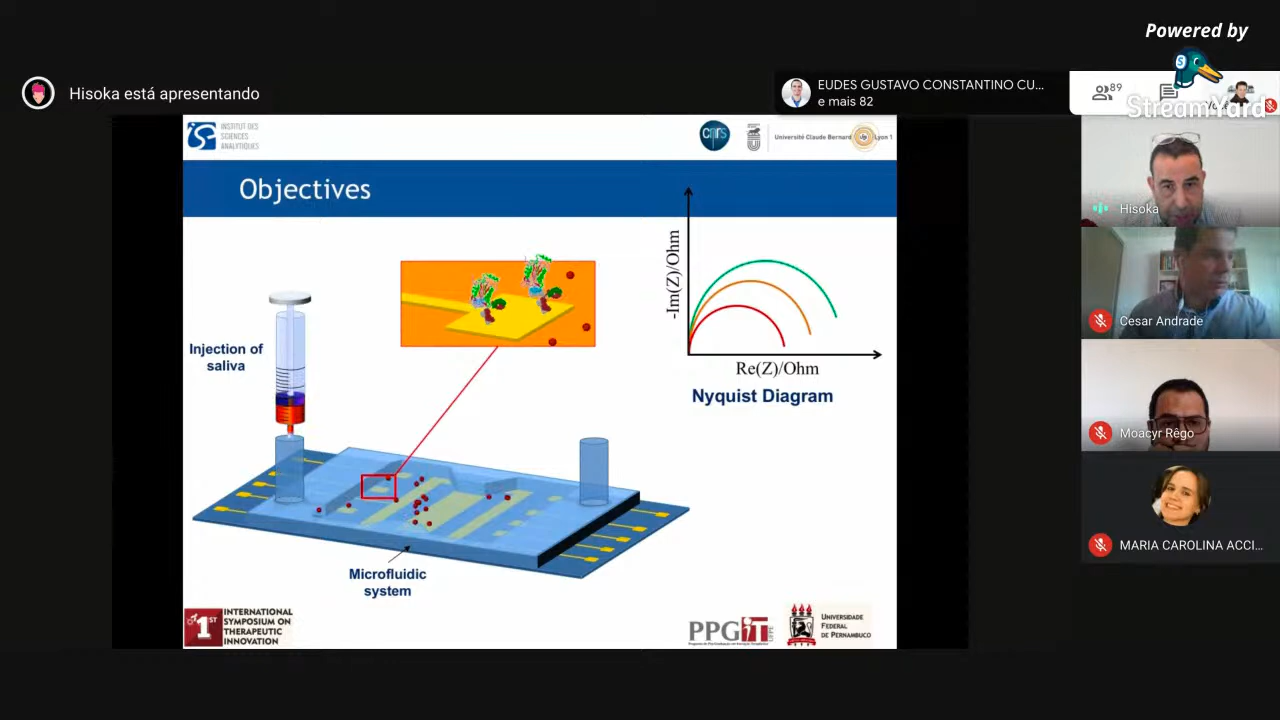 Powered by
StreamYard
Hisoka está apresentando
EUDES GUSTAVO CONSTANTINO CU...
e mais 82
89
INSTITUT DES
SCIENCES
ANALYTIQUES
cnrs
Université Claude Bernard
Lyon 1
Objectives
Injection of
saliva
-Im(Z)/Ohm
Re(Z)/Ohm
Nyquist Diagram
Microfluidic
system
1ST
INTERNATIONAL
SYMPOSIUM ON
THERAPEUTIC
INNOVATION
PPGIT
UFPE
UNIVERSIDADE
FEDERAL
DE PERNAMBUCO
Hisoka
Cesar Andrade
Moacyr Rêgo
MARIA CAROLINA ACCI...